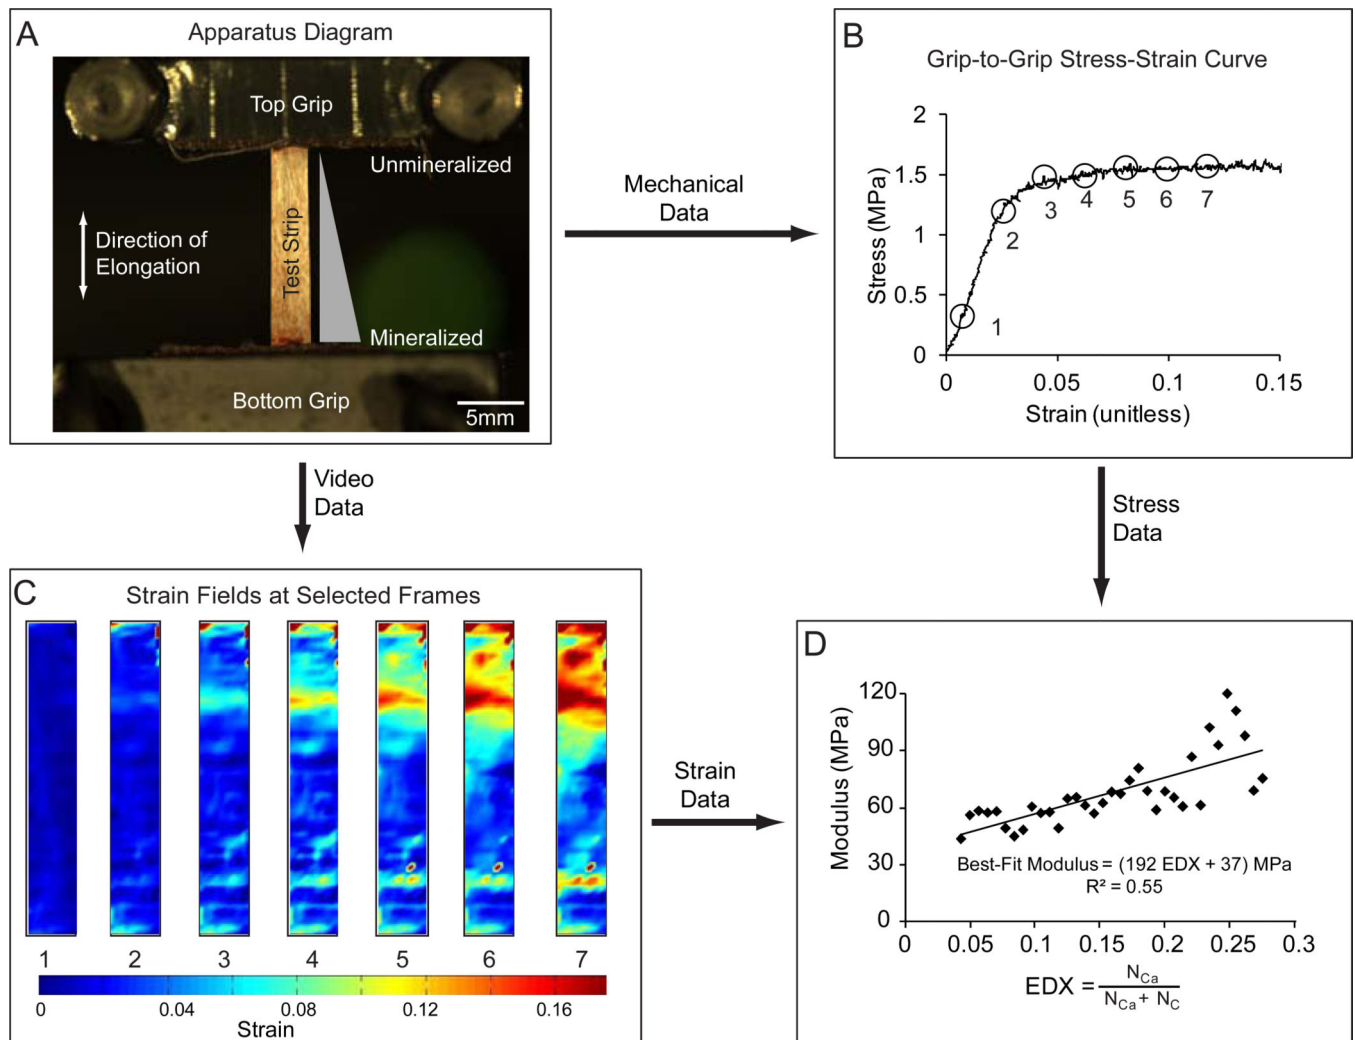 A
Apparatus Diagram
Top Grip
Unmineralized
Direction of
Elongation
Test Strip
Mineralized
Bottom Grip
5mm
Mechanical
Data
B
Grip-to-Grip Stress-Strain Curve
Stress (MPa)
2
1.5
1
0.5
0
1
2
3
4
5
6
7
0
0.05
0.1
0.15
Strain (unitless)
Video
Data
Stress
Data
C
Strain Fields at Selected Frames
1
2
3
4
5
6
7
0
0.04
0.08
0.12
0.16
Strain
Strain
Data
D
Modulus (MPa)
120
90
60
30
0
Best-Fit Modulus = (192 EDX + 37) MPa
R² = 0.55
0
0.05
0.1
0.15
0.2
0.25
0.3
EDX = N_Ca / N_Ca + N_C